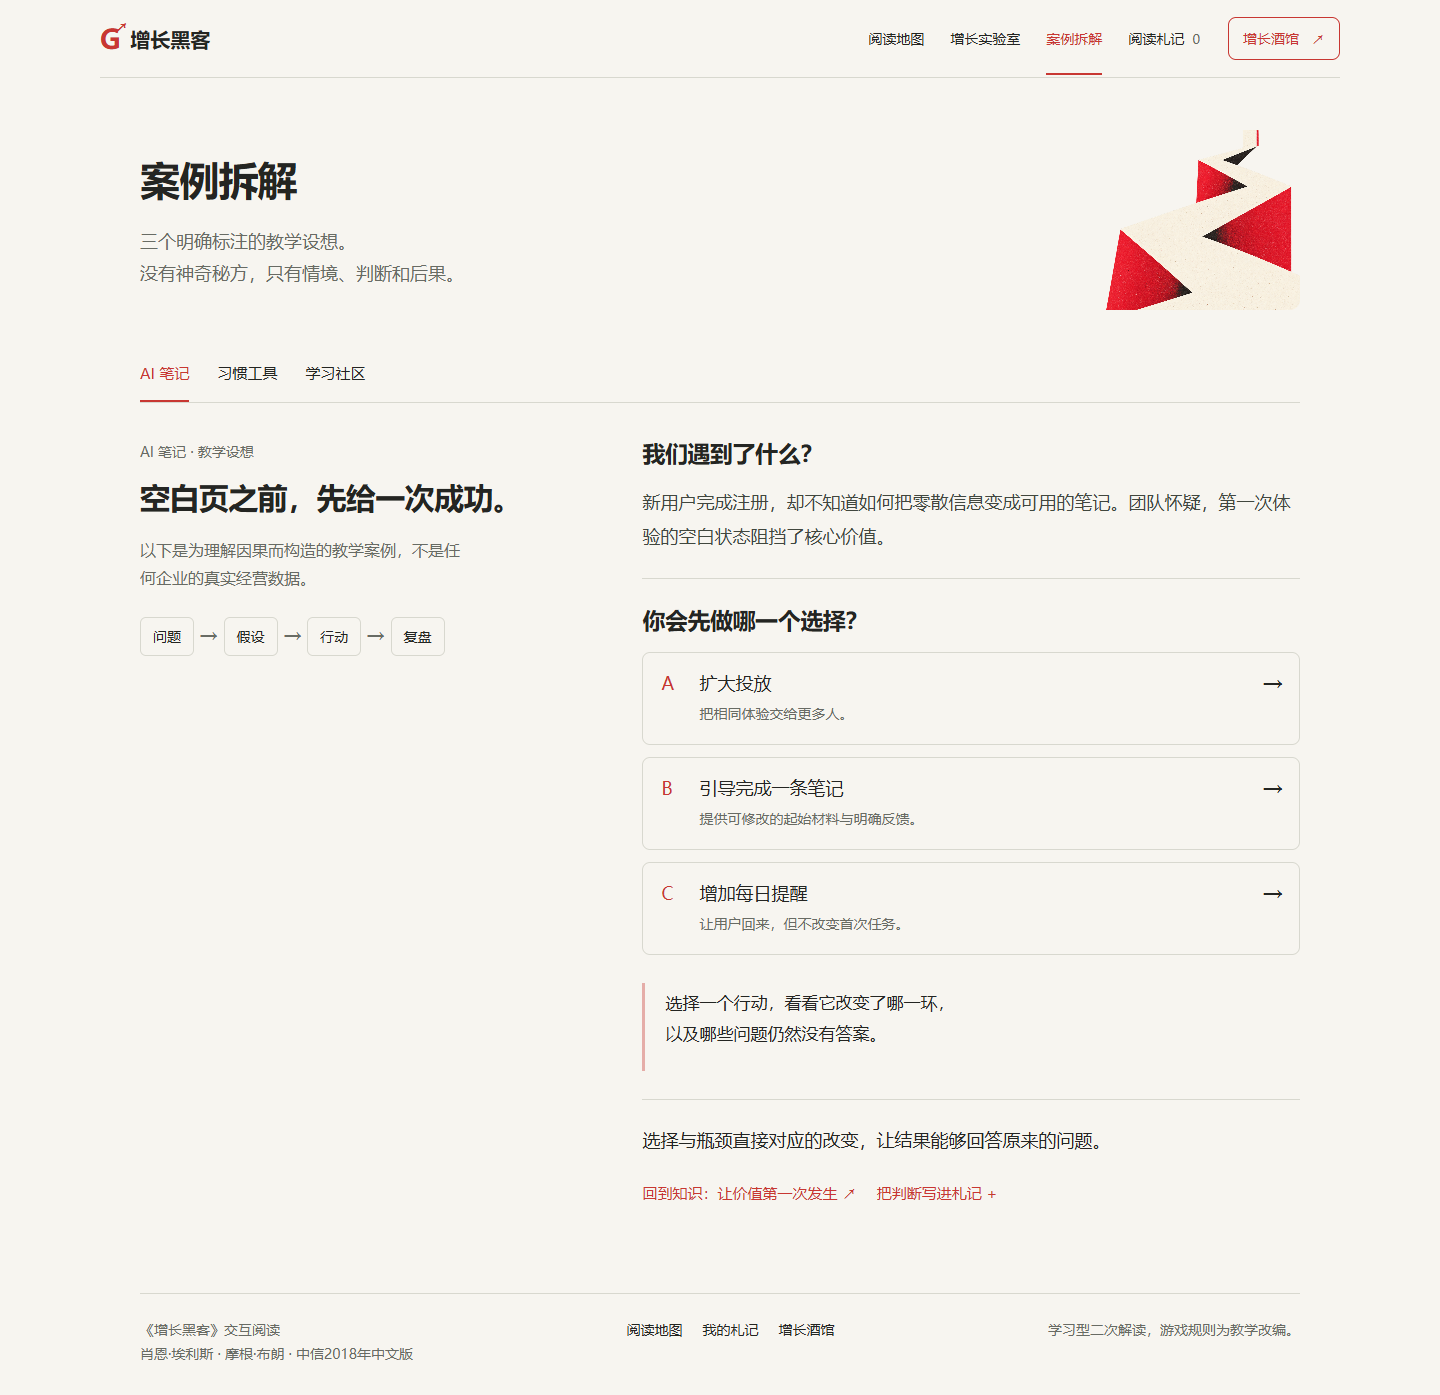 G 增长黑客
阅读地图 增长实验室 案例拆解 阅读札记 0 增长酒馆 ↗
案例拆解
三个明确标注的教学设想。
没有神奇秘方，只有情境、判断和后果。
AI 笔记 习惯工具 学习社区
AI 笔记 · 教学设想
空白页之前，先给一次成功。
以下是为理解因果而构造的教学案例，不是任
何企业的真实经营数据。
问题 → 假设 → 行动 → 复盘
我们遇到了什么？
新用户完成注册，却不知道如何把零散信息变成可用的笔记。团队怀疑，第一次体
验的空白状态阻挡了核心价值。
你会先做哪一个选择？
A 扩大投放 →
把相同体验交给更多人。
B 引导完成一条笔记 →
提供可修改的起始材料与明确反馈。
C 增加每日提醒 →
让用户回来，但不改变首次任务。
选择一个行动，看看它改变了哪一环，
以及哪些问题仍然没有答案。
选择与瓶颈直接对应的改变，让结果能够回答原来的问题。
回到知识：让价值第一次发生 ↗ 把判断写进札记 +
《增长黑客》交互阅读
肖恩·埃利斯 · 摩根·布朗 · 中信2018年中文版
阅读地图 我的札记 增长酒馆
学习型二次解读，游戏规则为教学改编。